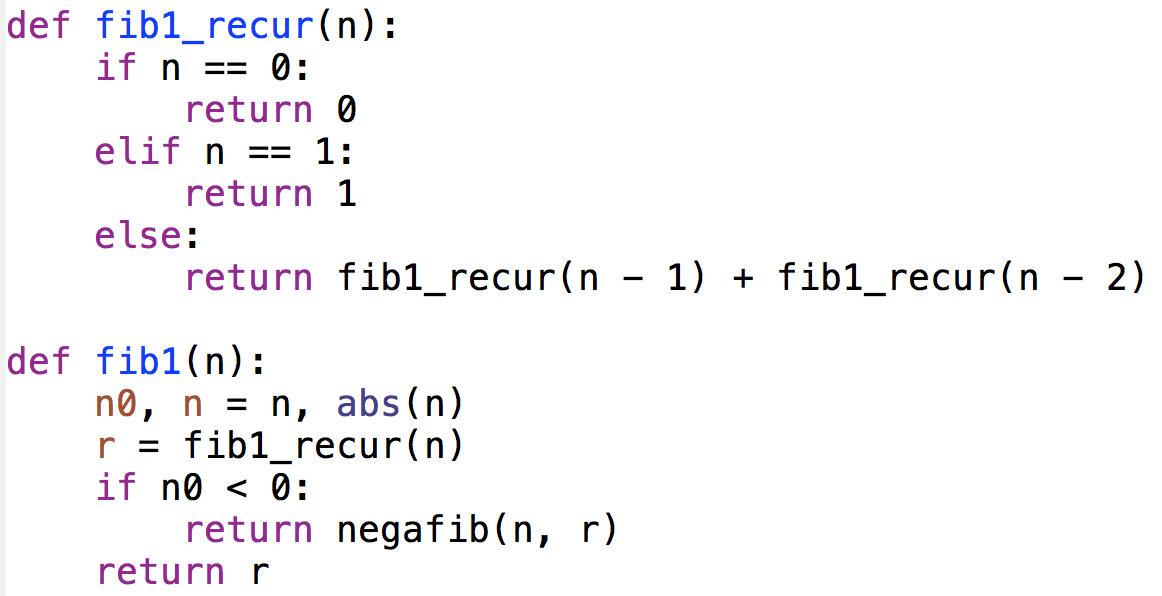 def fib1_recur(n):
    if n == 0:
        return 0
    elif n == 1:
        return 1
    else:
        return fib1_recur(n - 1) + fib1_recur(n - 2)

def fib1(n):
    n0, n = n, abs(n)
    r = fib1_recur(n)
    if n0 < 0:
        return negafib(n, r)
    return r